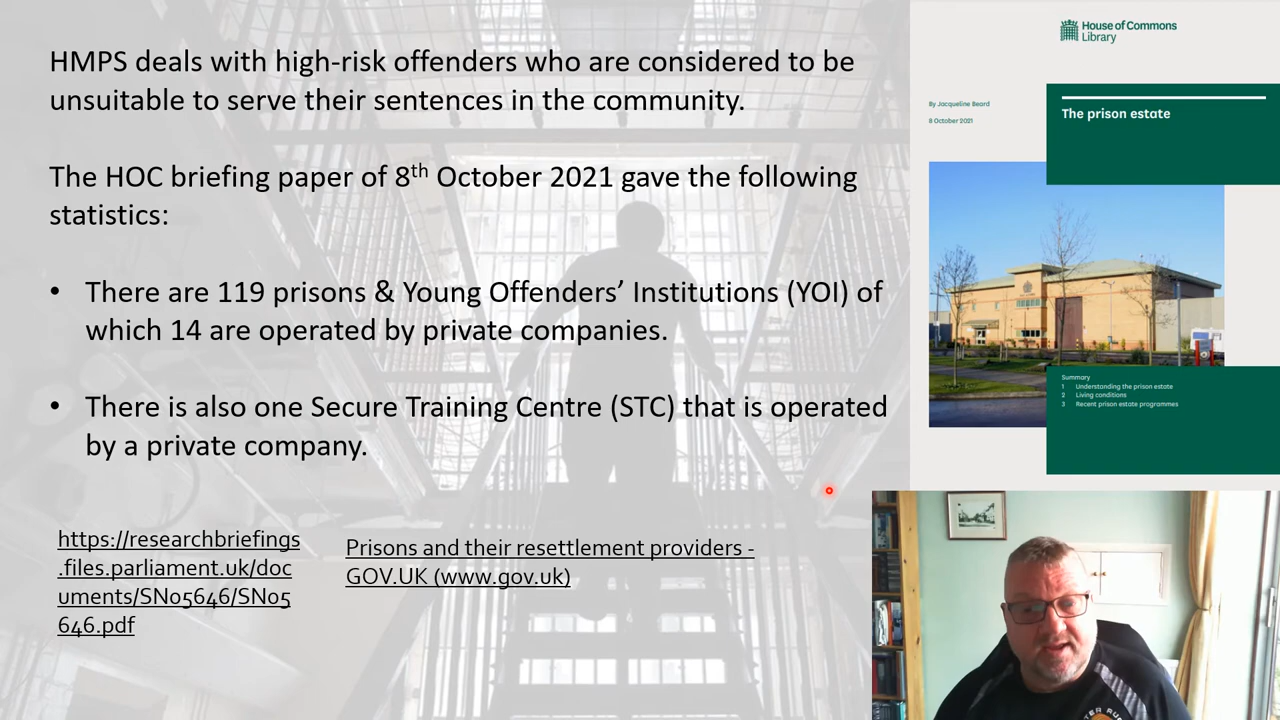 HMPS deals with high-risk offenders who are considered to be
unsuitable to serve their sentences in the community.
The HOC briefing paper of 8th October 2021 gave the following
statistics:
• There are 119 prisons & Young Offenders’ Institutions (YOI) of
which 14 are operated by private companies.
• There is also one Secure Training Centre (STC) that is operated
by a private company.
https://researchbriefings
.files.parliament.uk/doc
uments/SN05646/SN05
646.pdf
Prisons and their resettlement providers -
GOV.UK (www.gov.uk)
House of Commons
Library
By Jacqueline Beard
8 October 2021
The prison estate
Summary
1 Understanding the prison estate
2 Living conditions
3 Recent prison estate programmes